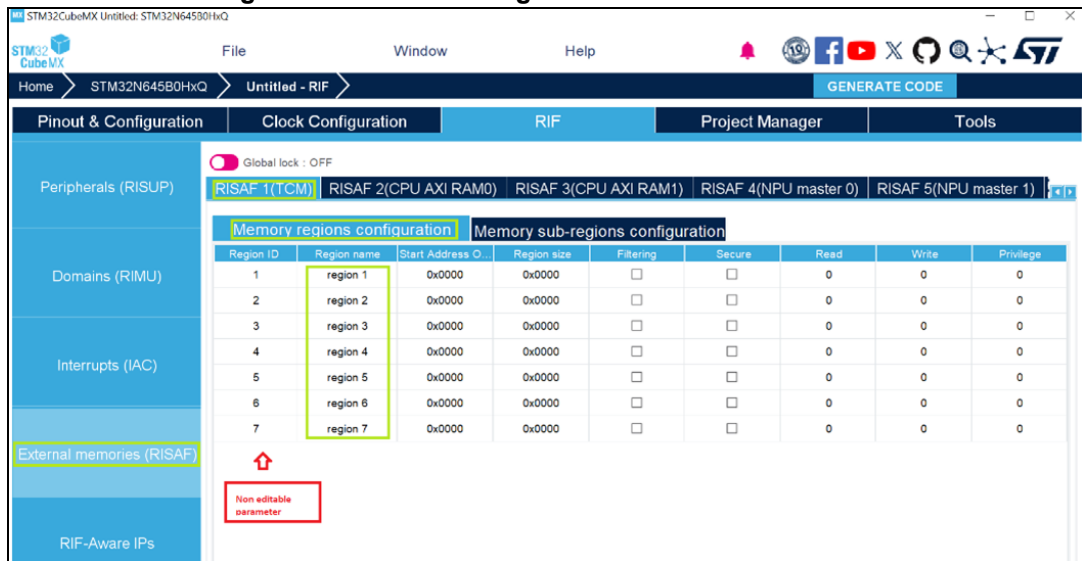 STM32CubeMX Untitled: STM32N645B0HxQ
STM32 CubeMX File Window Help
Home STM32N645B0HxQ Untitled - RIF GENERATE CODE
Pinout & Configuration Clock Configuration RIF Project Manager Tools
Global lock : OFF
Peripherals (RISUP)
Domains (RIMU)
Interrupts (IAC)
External memories (RISAF)
RIF-Aware IPs
RISAF 1(TCM) RISAF 2(CPU AXI RAM0) RISAF 3(CPU AXI RAM1) RISAF 4(NPU master 0) RISAF 5(NPU master 1)
Memory regions configuration Memory sub-regions configuration
Region ID Region name Start Address O... Region size Filtering Secure Read Write Privilege
1 region 1 0x0000 0x0000 0 0 0
2 region 2 0x0000 0x0000 0 0 0
3 region 3 0x0000 0x0000 0 0 0
4 region 4 0x0000 0x0000 0 0 0
5 region 5 0x0000 0x0000 0 0 0
6 region 6 0x0000 0x0000 0 0 0
7 region 7 0x0000 0x0000 0 0 0
Non editable
parameter